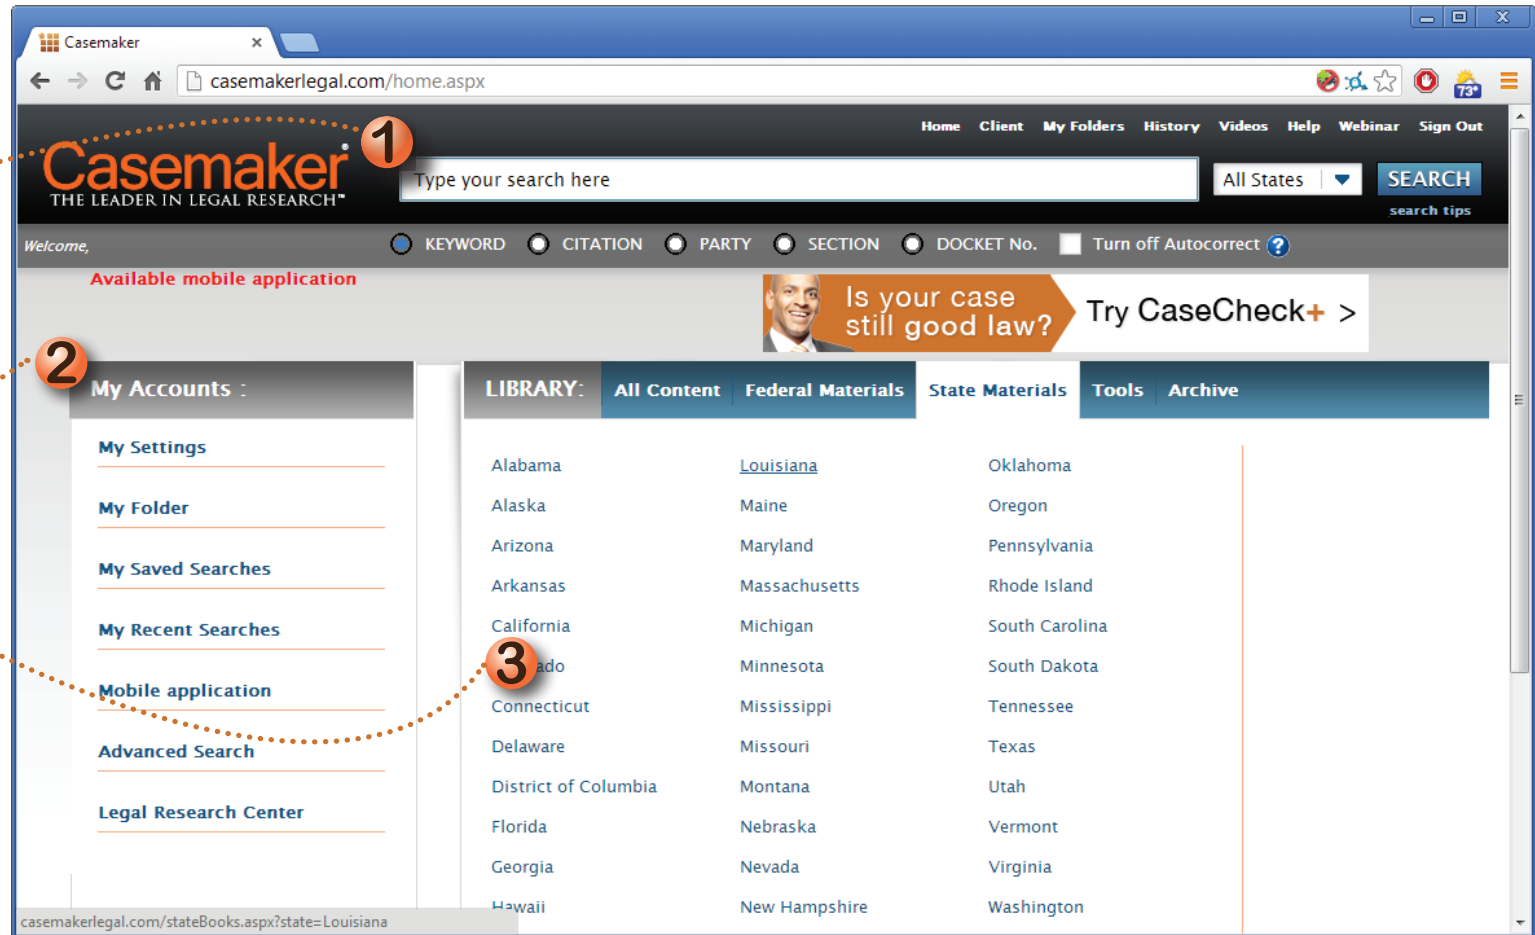 Casemaker
casemakerlegal.com/home.aspx
73°
1
Home Client My Folders History Videos Help Webinar Sign Out
Casemaker
THE LEADER IN LEGAL RESEARCH
Type your search here
All States
SEARCH
search tips
Welcome,
KEYWORD CITATION PARTY SECTION DOCKET No. Turn off Autocorrect ?
Available mobile application
Is your case
still good law?
Try CaseCheck+ >
2
My Accounts :
My Settings
My Folder
My Saved Searches
My Recent Searches
Mobile application
Advanced Search
Legal Research Center
LIBRARY: All Content Federal Materials State Materials Tools Archive
Alabama Louisiana Oklahoma
Alaska Maine Oregon
Arizona Maryland Pennsylvania
Arkansas Massachusetts Rhode Island
California Michigan South Carolina
3 ado Minnesota South Dakota
Connecticut Mississippi Tennessee
Delaware Missouri Texas
District of Columbia Montana Utah
Florida Nebraska Vermont
Georgia Nevada Virginia
Hawaii New Hampshire Washington
casemakerlegal.com/stateBooks.aspx?state=Louisiana